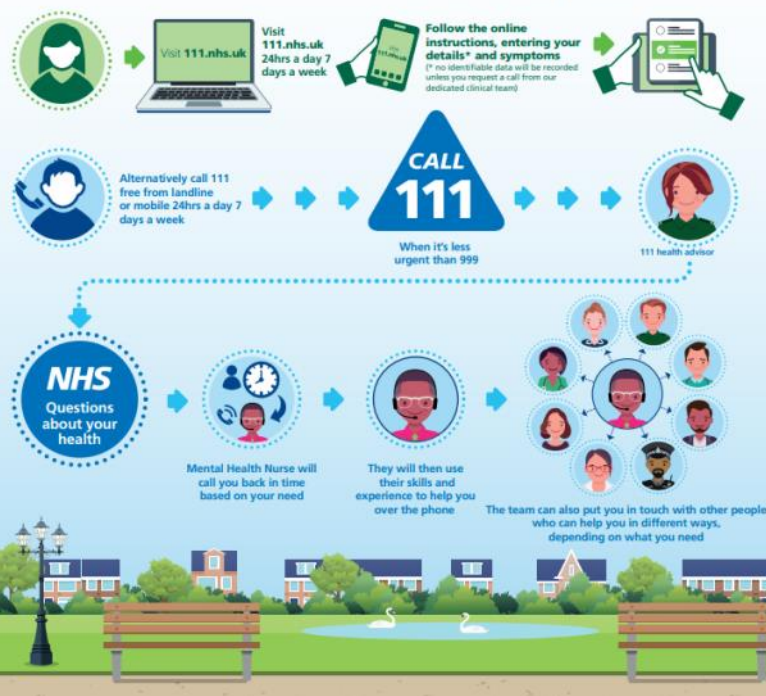 Visit 111.nhs.uk
Visit
111.nhs.uk
24hrs a day 7
days a week
Follow the online
instructions, entering your
details* and symptoms
(* no identifiable data will be recorded
unless you request a call from our
dedicated clinical team)
Alternatively call 111
free from landline
or mobile 24hrs a day 7
days a week
CALL
111
When it's less
urgent than 999
111 health advisor
NHS
Questions
about your
health
Mental Health Nurse will
call you back in time
based on your need
They will then use
their skills and
experience to help you
over the phone
The team can also put you in touch with other people
who can help you in different ways,
depending on what you need